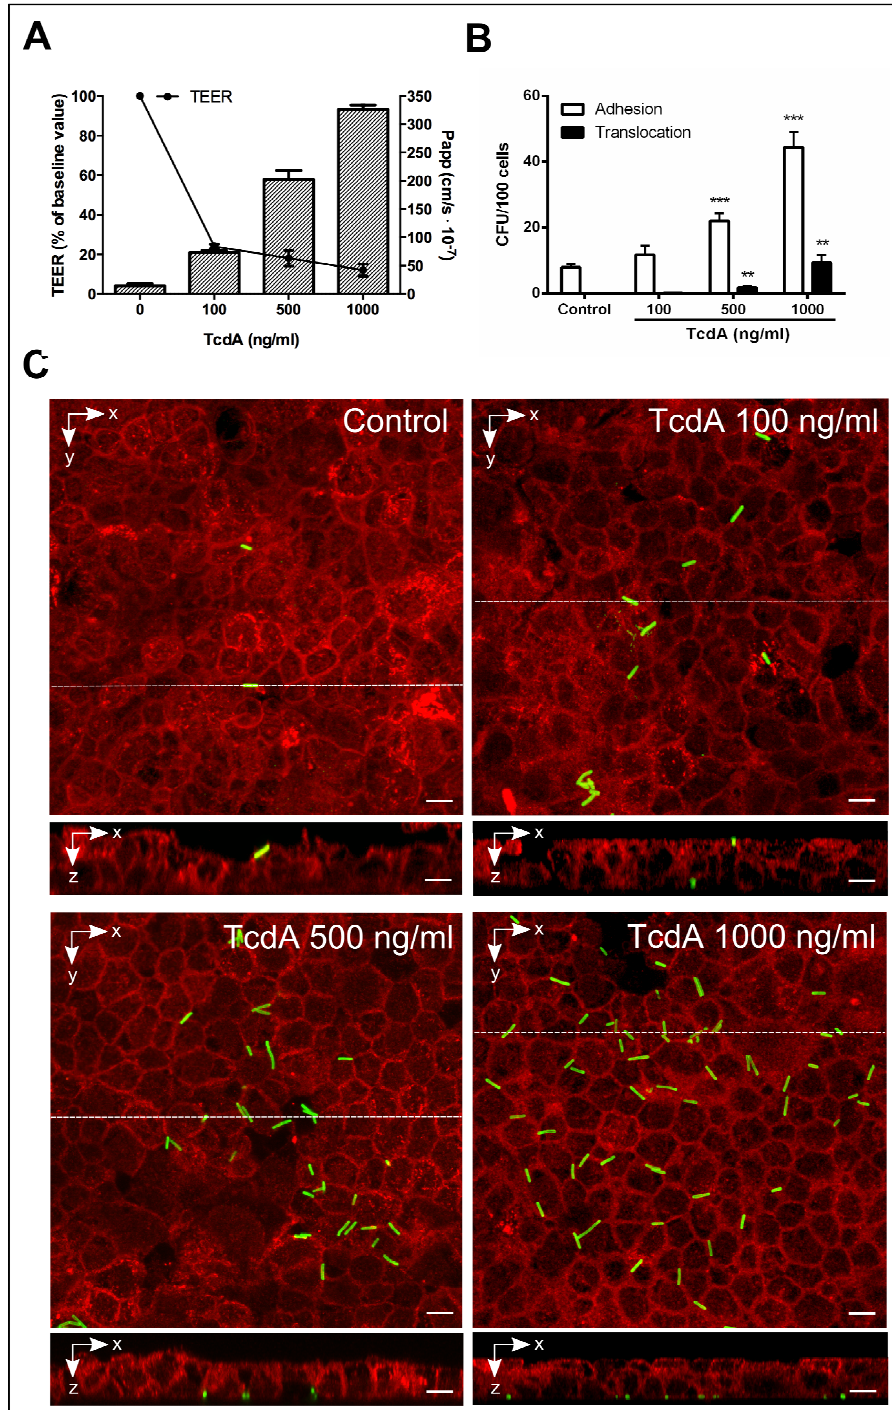 A
TEER
TEER (% of baseline value)
100
80
60
40
20
0
350
300
250
200
150
100
50
0
Papp (cm/s · 10⁻⁷)
0 100 500 1000
TcdA (ng/ml)
B
Adhesion
Translocation
CFU/100 cells
60
40
20
0
***
**
***
**
Control 100 500 1000
TcdA (ng/ml)
C
x
y
Control
x
y
TcdA 100 ng/ml
x
z
x
z
x
y
TcdA 500 ng/ml
x
y
TcdA 1000 ng/ml
x
z
x
z